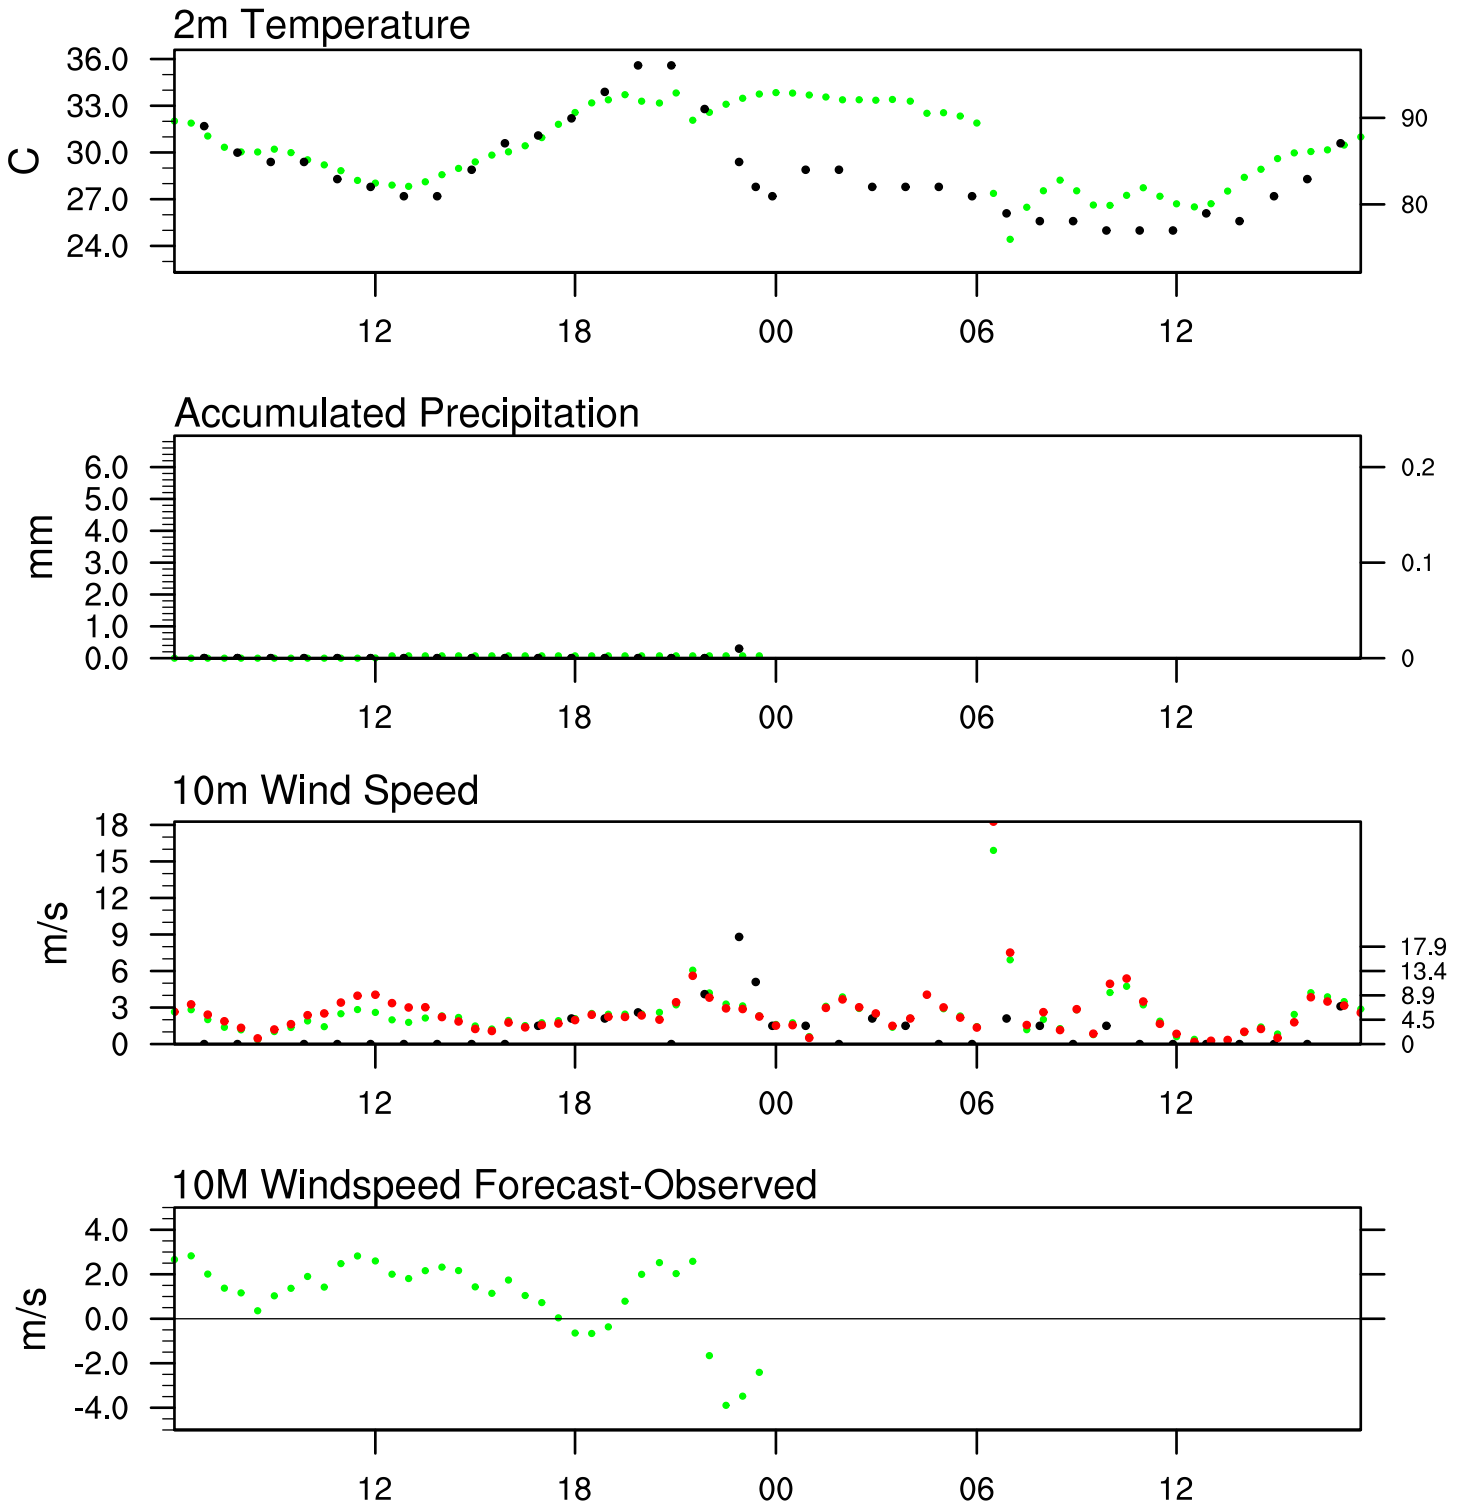 2m Temperature
36.0
33.0
90
30.0
C
27.0
80
24.0
12 18 00 06 12
Accumulated Precipitation
6.0 0.2
5.0
4.0
mm
3.0 0.1
2.0
1.0
0.0 0
12 18 00 06 12
10m Wind Speed
18
15
12
m/s
9
17.9
6 13.4
3 8.9
4.5
0 0
12 18 00 06 12
10M Windspeed Forecast-Observed
4.0
2.0
m/s
0.0
-2.0
-4.0
12 18 00 06 12